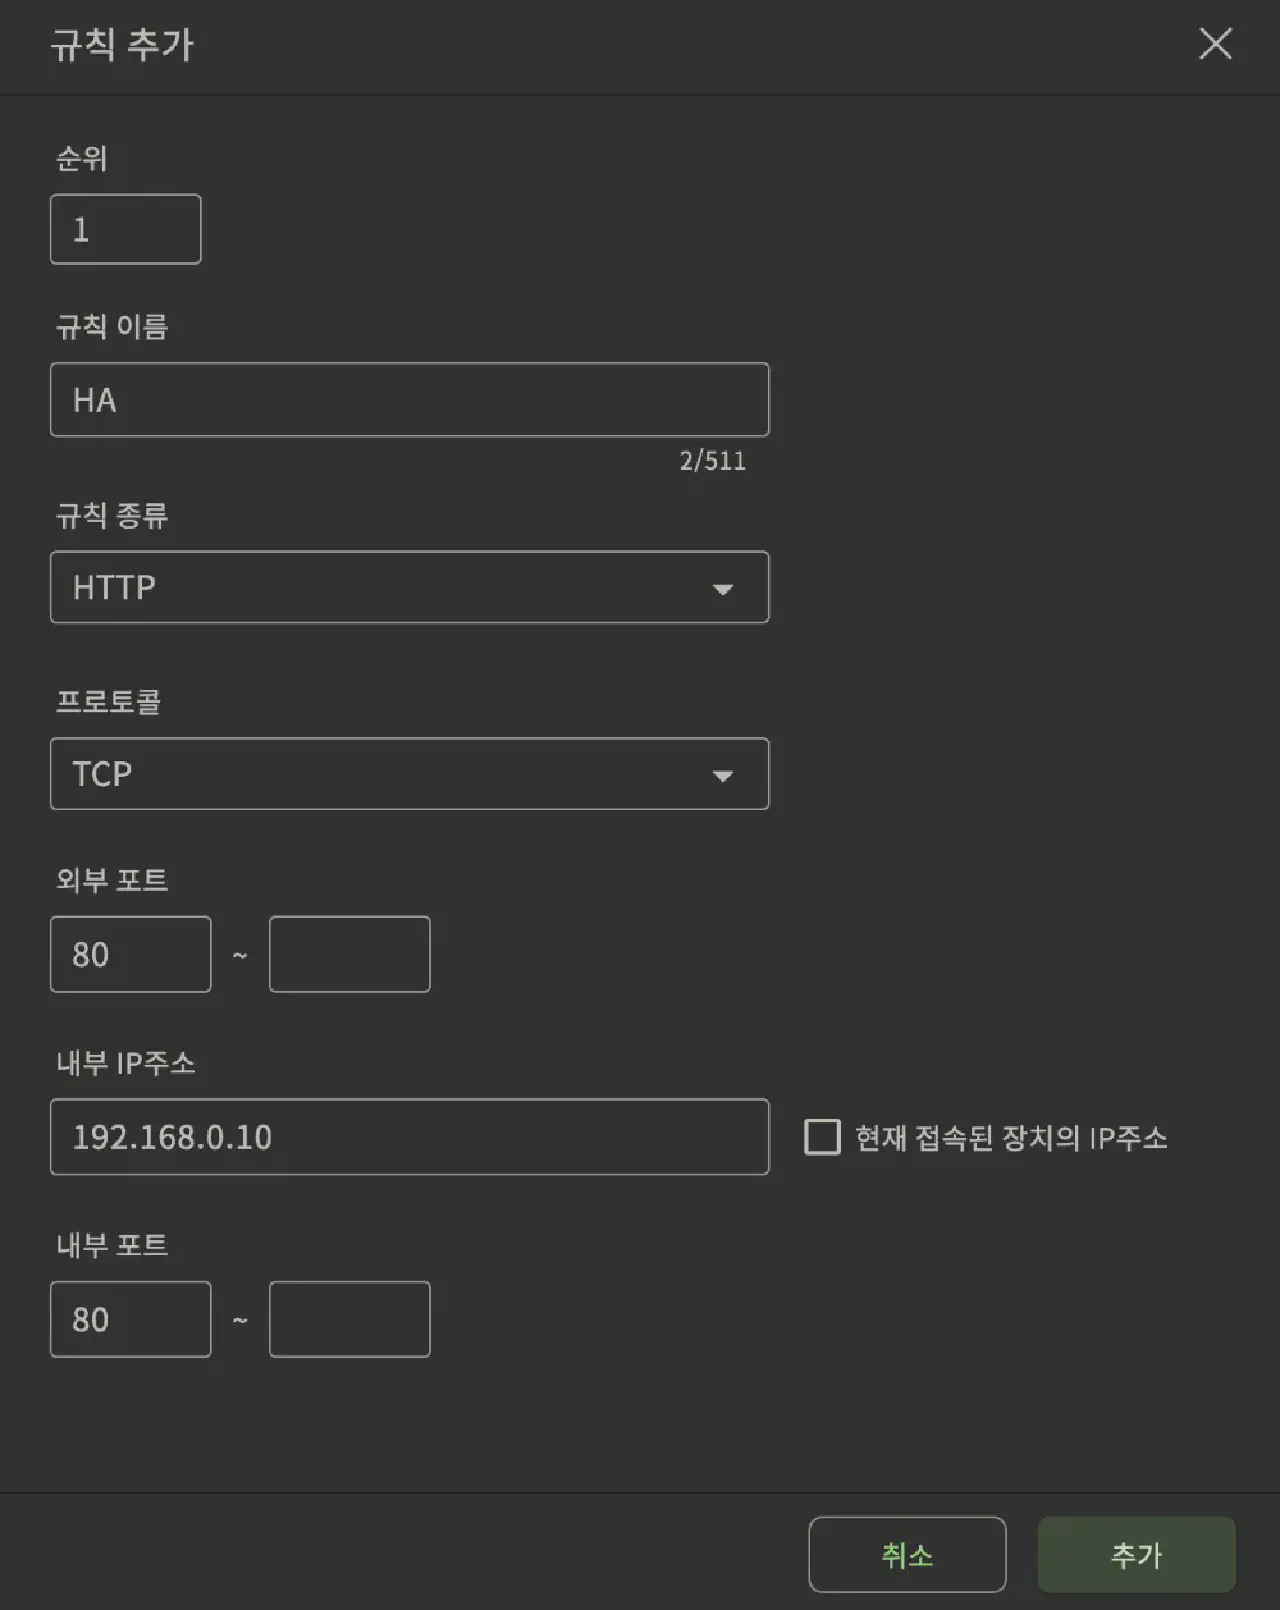 규칙 추가
순위
1
규칙 이름
HA
2/511
규칙 종류
HTTP
프로토콜
TCP
외부 포트
80 ~
내부 IP주소
192.168.0.10
현재 접속된 장치의 IP주소
내부 포트
80 ~
취소
추가